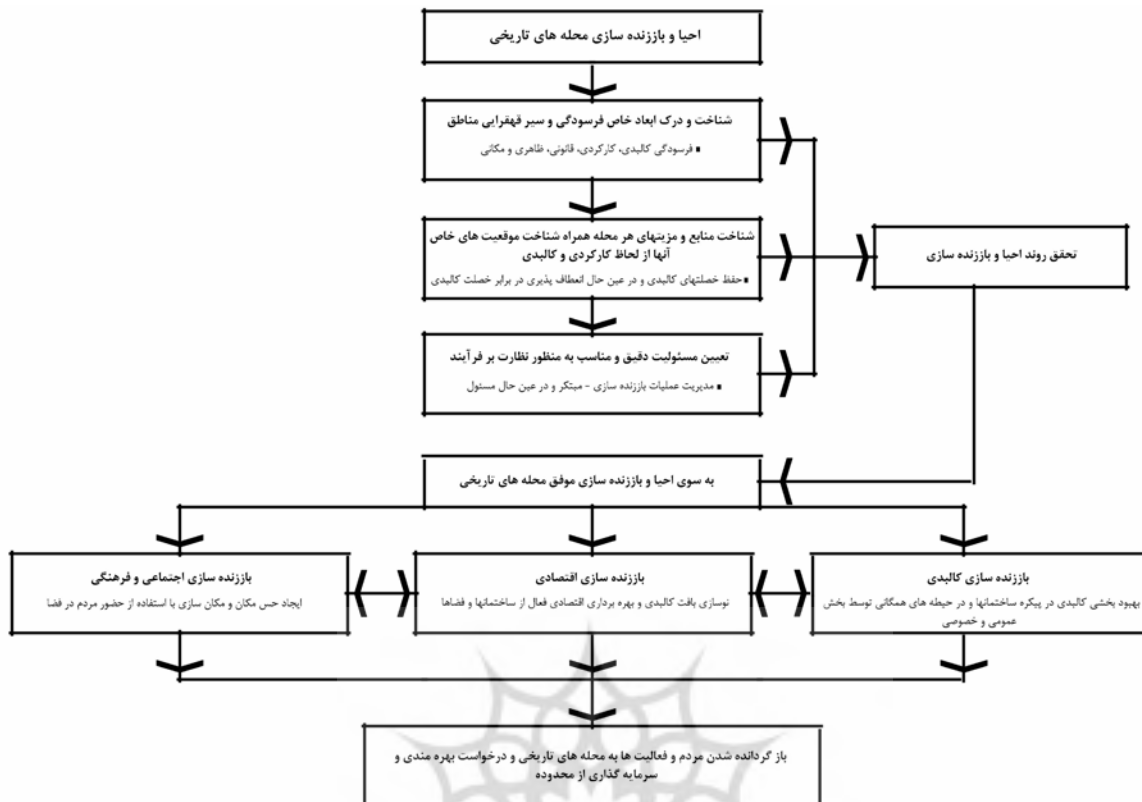 احیا و باززنده سازی محله های تاریخی
شناخت و درک ابعاد خاص فرسودگی و سیر قهقرایی مناطق
■ فرسودگی کالبدی، کارکردی، قانونی، ظاهری و مکانی
شناخت منابع و مزیتهای هر محله همراه شناخت موقعیت های خاص
آنها از لحاظ کارکردی و کالبدی
■ حفظ خصلتهای کالبدی و در عین حال انعطاف پذیری در برابر خصلت کالبدی
تحقق روند احیا و باززنده سازی
تعیین مسئولیت دقیق و مناسب به منظور نظارت بر فرآیند
■ مدیریت عملیات باززنده سازی - مبتکر و در عین حال مسئول
به سوی احیا و باززنده سازی موفق محله های تاریخی
باززنده سازی کالبدی
بهبود بخشی کالبدی در پیکره ساختمانها و در حیطه های همگانی توسط بخش
عمومی و خصوصی
باززنده سازی اقتصادی
نوسازی بافت کالبدی و بهره برداری اقتصادی فعال از ساختمانها و فضاها
باززنده سازی اجتماعی و فرهنگی
ایجاد حس مکان و مکان سازی با استفاده از حضور مردم در فضا
باز گردانده شدن مردم و فعالیت ها به محله های تاریخی و درخواست بهره مندی و
سرمایه گذاری از محدوده